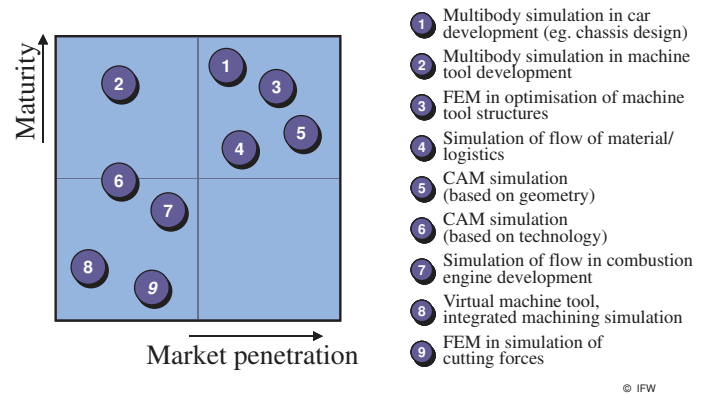 Maturity
1
2
3
5
4
6
7
8
9
Market penetration
1 Multibody simulation in car
development (eg. chassis design)
2 Multibody simulation in machine
tool development
3 FEM in optimisation of machine
tool structures
4 Simulation of flow of material/
logistics
5 CAM simulation
(based on geometry)
6 CAM simulation
(based on technology)
7 Simulation of flow in combustion
engine development
8 Virtual machine tool,
integrated machining simulation
9 FEM in simulation of
cutting forces
© IFW